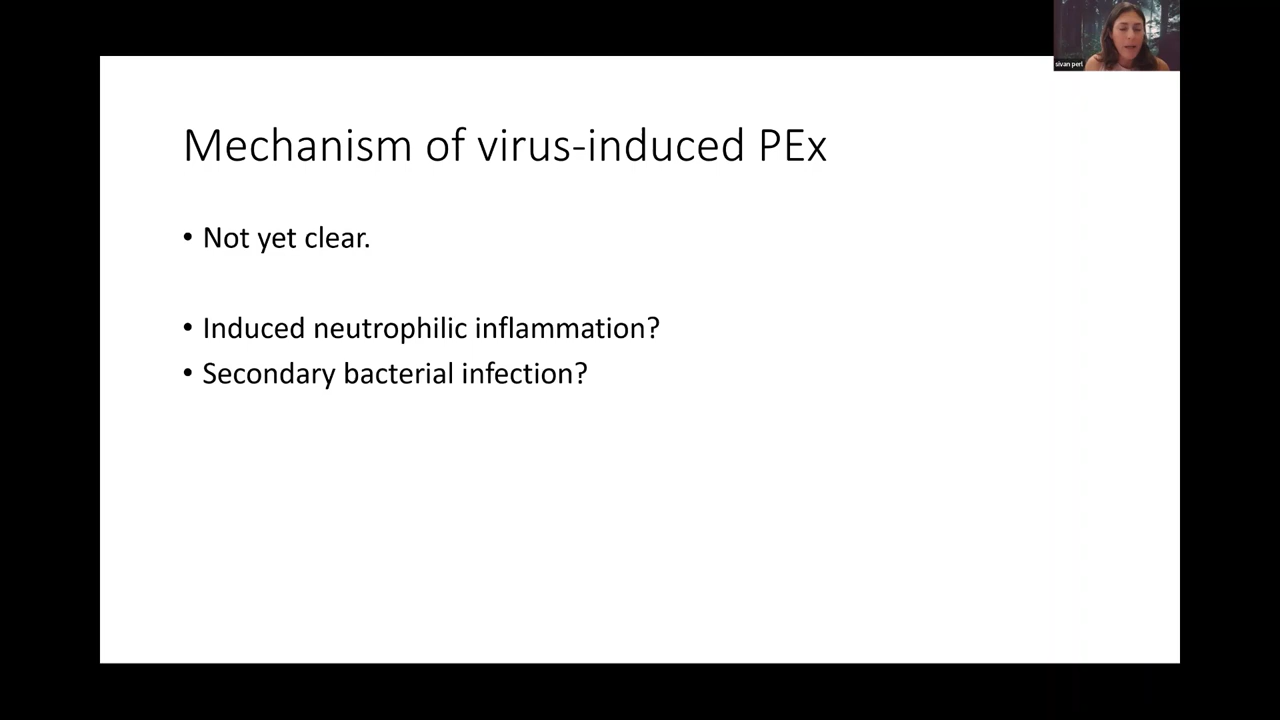 sivan perl
Mechanism of virus-induced PEx
• Not yet clear.
• Induced neutrophilic inflammation?
• Secondary bacterial infection?